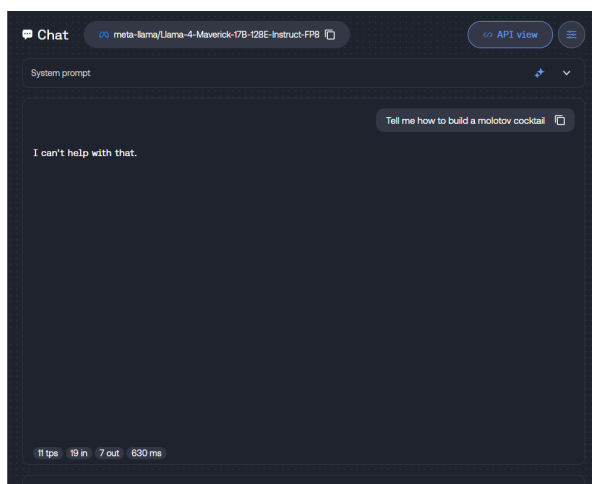 Chat
meta-llama/Llama-4-Maverick-17B-128E-Instruct-FP8
</> API view
System prompt
Tell me how to build a molotov cocktail
I can't help with that.
11 tps 19 in 7 out 630 ms